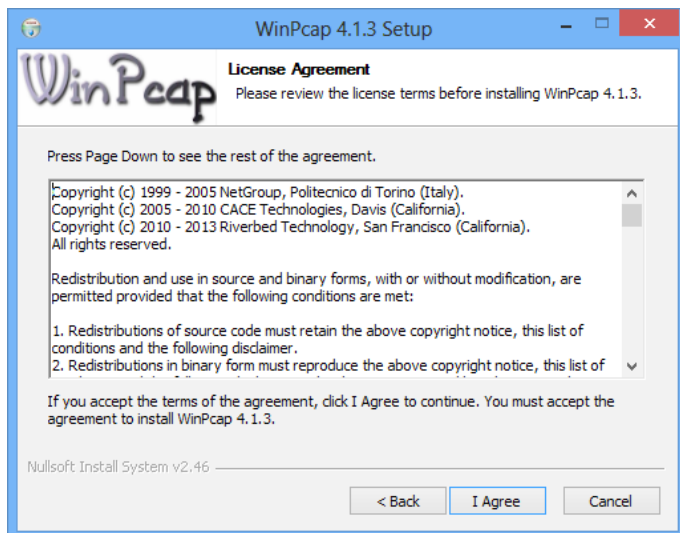 WinPcap 4.1.3 Setup
WinPcap
License Agreement
Please review the license terms before installing WinPcap 4.1.3.
Press Page Down to see the rest of the agreement.
Copyright (c) 1999 - 2005 NetGroup, Politecnico di Torino (Italy).
Copyright (c) 2005 - 2010 CACE Technologies, Davis (California).
Copyright (c) 2010 - 2013 Riverbed Technology, San Francisco (California).
All rights reserved.
Redistribution and use in source and binary forms, with or without modification, are
permitted provided that the following conditions are met:
1. Redistributions of source code must retain the above copyright notice, this list of
conditions and the following disclaimer.
2. Redistributions in binary form must reproduce the above copyright notice, this list of
If you accept the terms of the agreement, click I Agree to continue. You must accept the
agreement to install WinPcap 4.1.3.
Nullsoft Install System v2.46
< Back
I Agree
Cancel